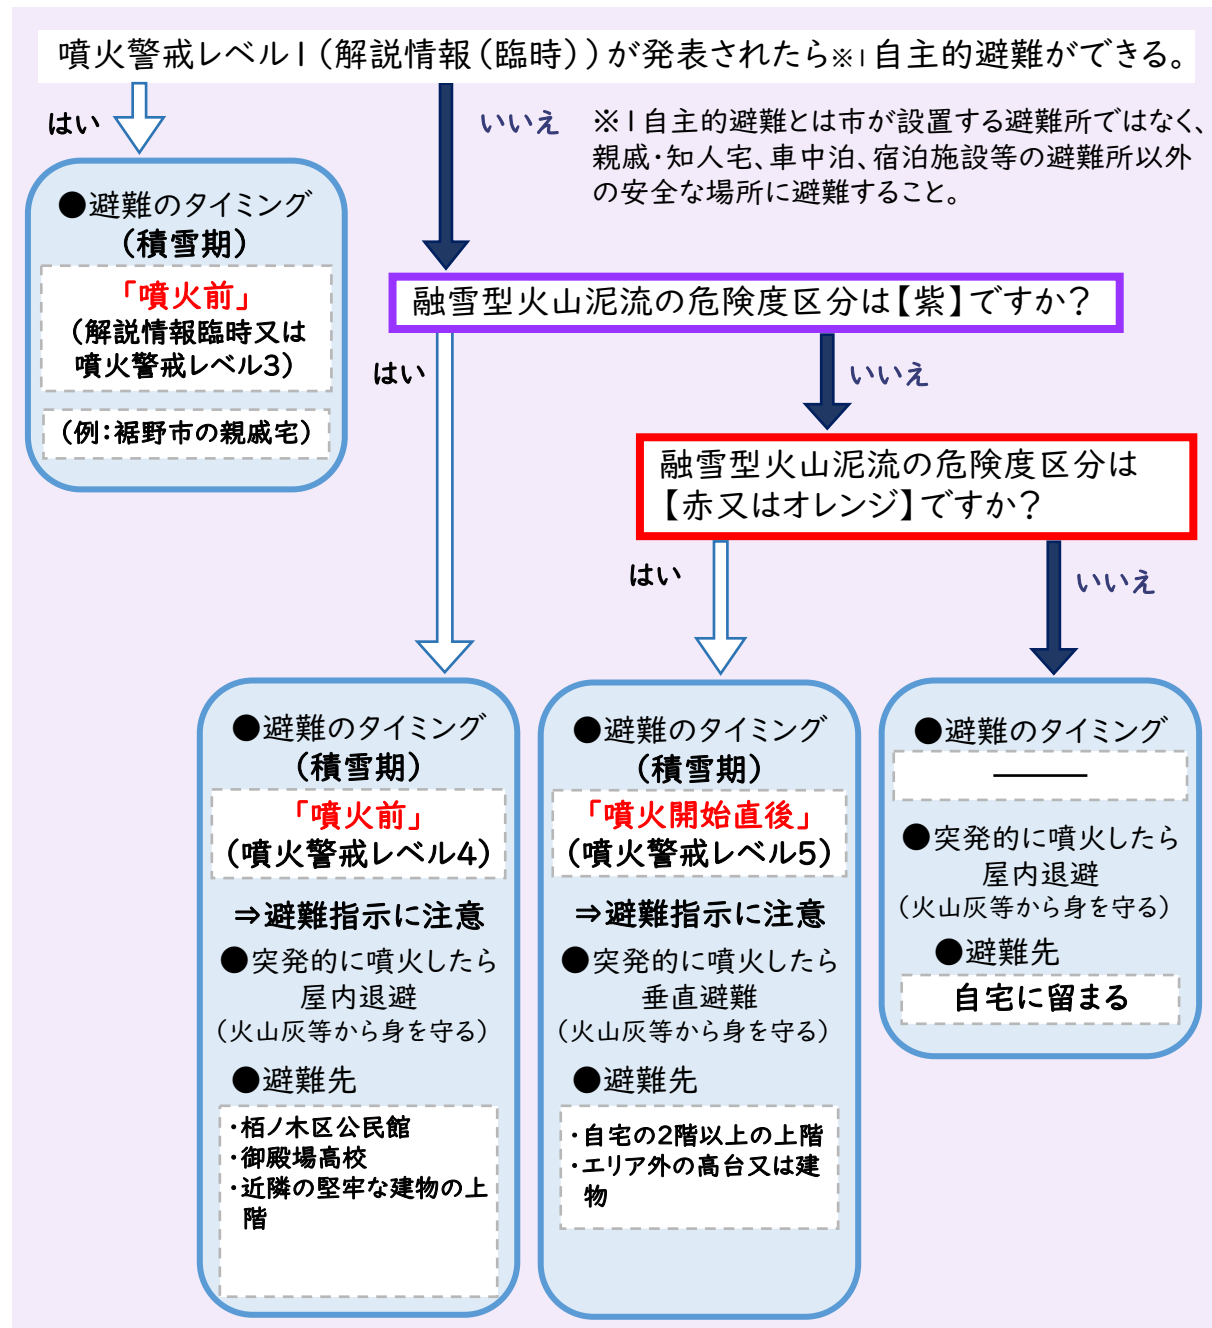 噴火警戒レベル1(解説情報(臨時))が発表されたら※1自主的避難ができる。
はい
いいえ
※1自主的避難とは市が設置する避難所ではなく、
親戚・知人宅、車中泊、宿泊施設等の避難所以外
の安全な場所に避難すること。
●避難のタイミング
(積雪期)
「噴火前」
(解説情報臨時又は
噴火警戒レベル3)
(例:裾野市の親戚宅)
融雪型火山泥流の危険度区分は【紫】ですか?
はい
いいえ
融雪型火山泥流の危険度区分は
【赤又はオレンジ】ですか?
はい
いいえ
●避難のタイミング
(積雪期)
「噴火前」
(噴火警戒レベル4)
⇒避難指示に注意
●突発的に噴火したら
屋内退避
(火山灰等から身を守る)
●避難先
・栢ノ木区公民館
・御殿場高校
・近隣の堅牢な建物の上
階
●避難のタイミング
(積雪期)
「噴火開始直後」
(噴火警戒レベル5)
⇒避難指示に注意
●突発的に噴火したら
垂直避難
(火山灰等から身を守る)
●避難先
・自宅の2階以上の上階
・エリア外の高台又は建
物
●避難のタイミング
―――
●突発的に噴火したら
屋内退避
(火山灰等から身を守る)
●避難先
自宅に留まる